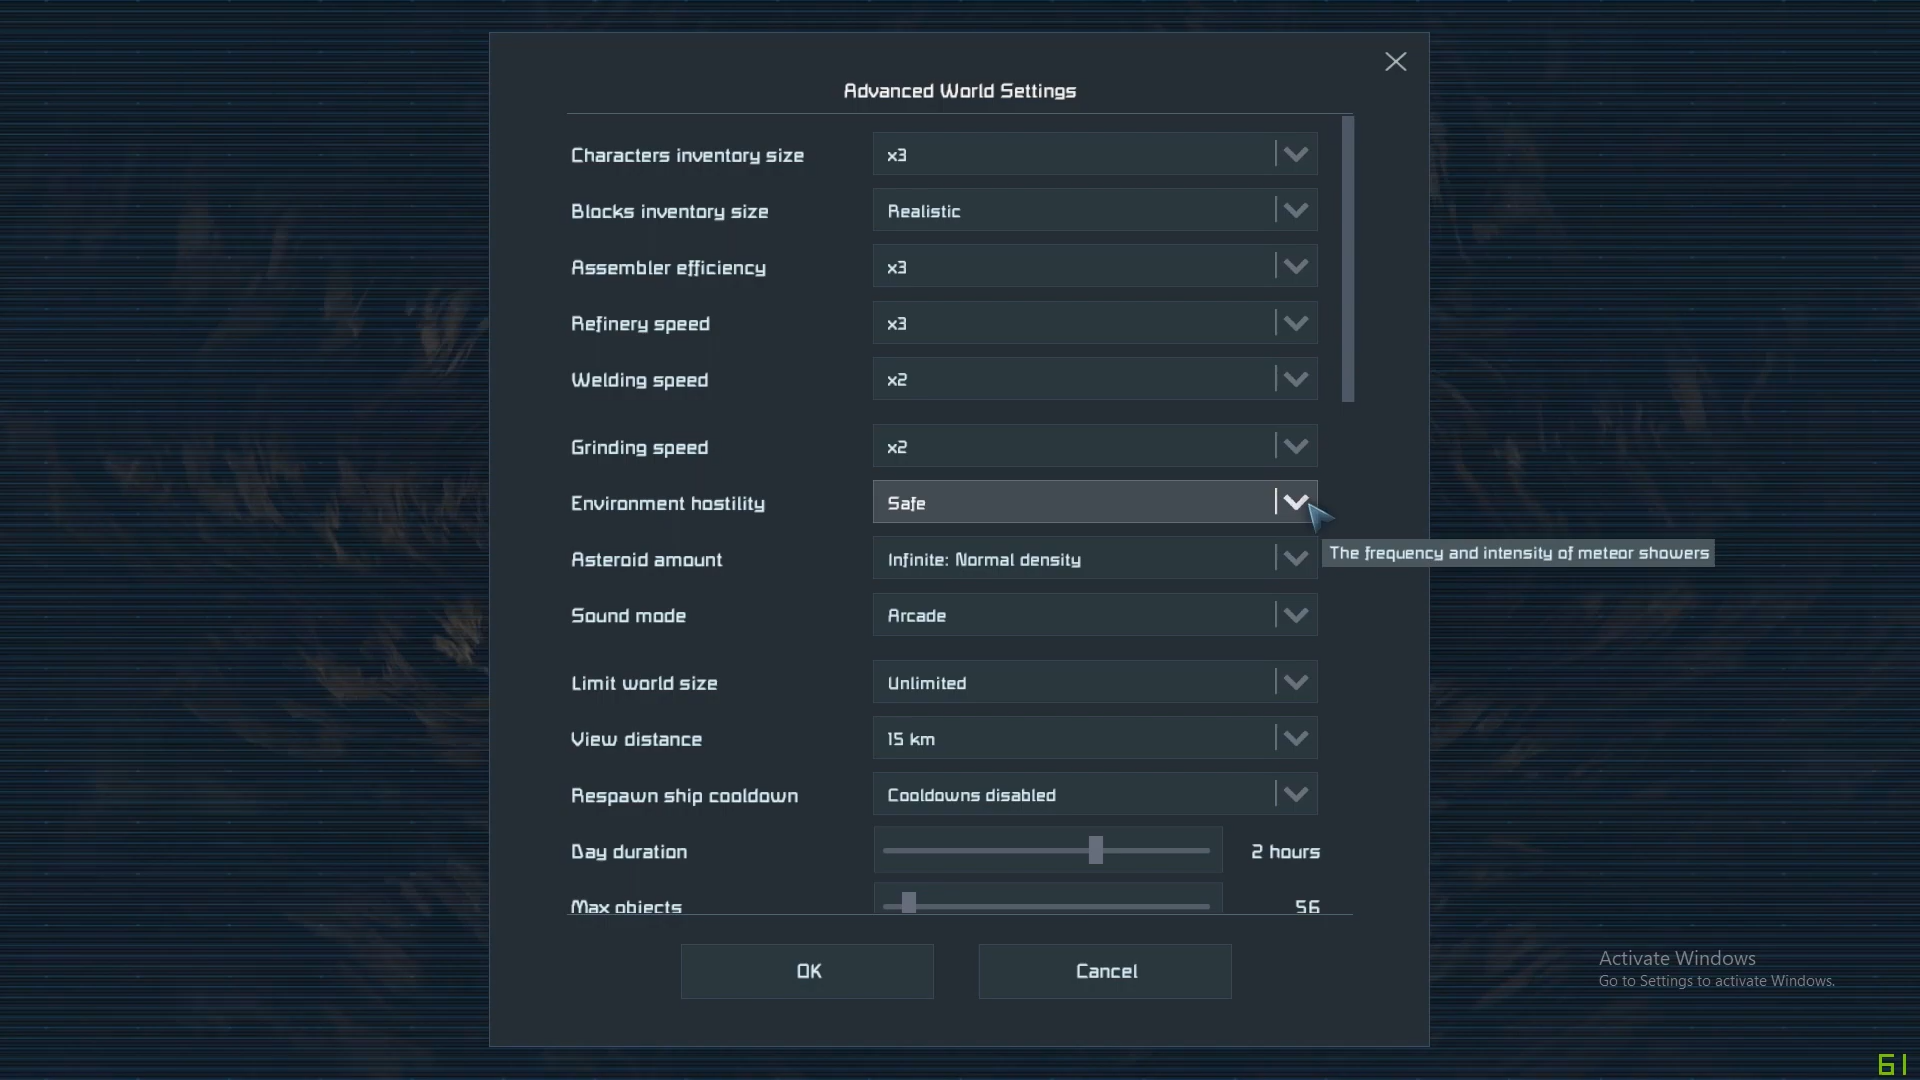 Advanced World Settings
Characters inventory size x3
Blocks inventory size Realistic
Assembler efficiency x3
Refinery speed x3
Welding speed x2
Grinding speed x2
Environment hostility Safe
The frequency and intensity of meteor showers
Asteroid amount Infinite: Normal density
Sound mode Arcade
Limit world size Unlimited
View distance 15 km
Respawn ship cooldown Cooldowns disabled
Day duration 2 hours
Max objects 56
OK Cancel
Activate Windows
Go to Settings to activate Windows.
61